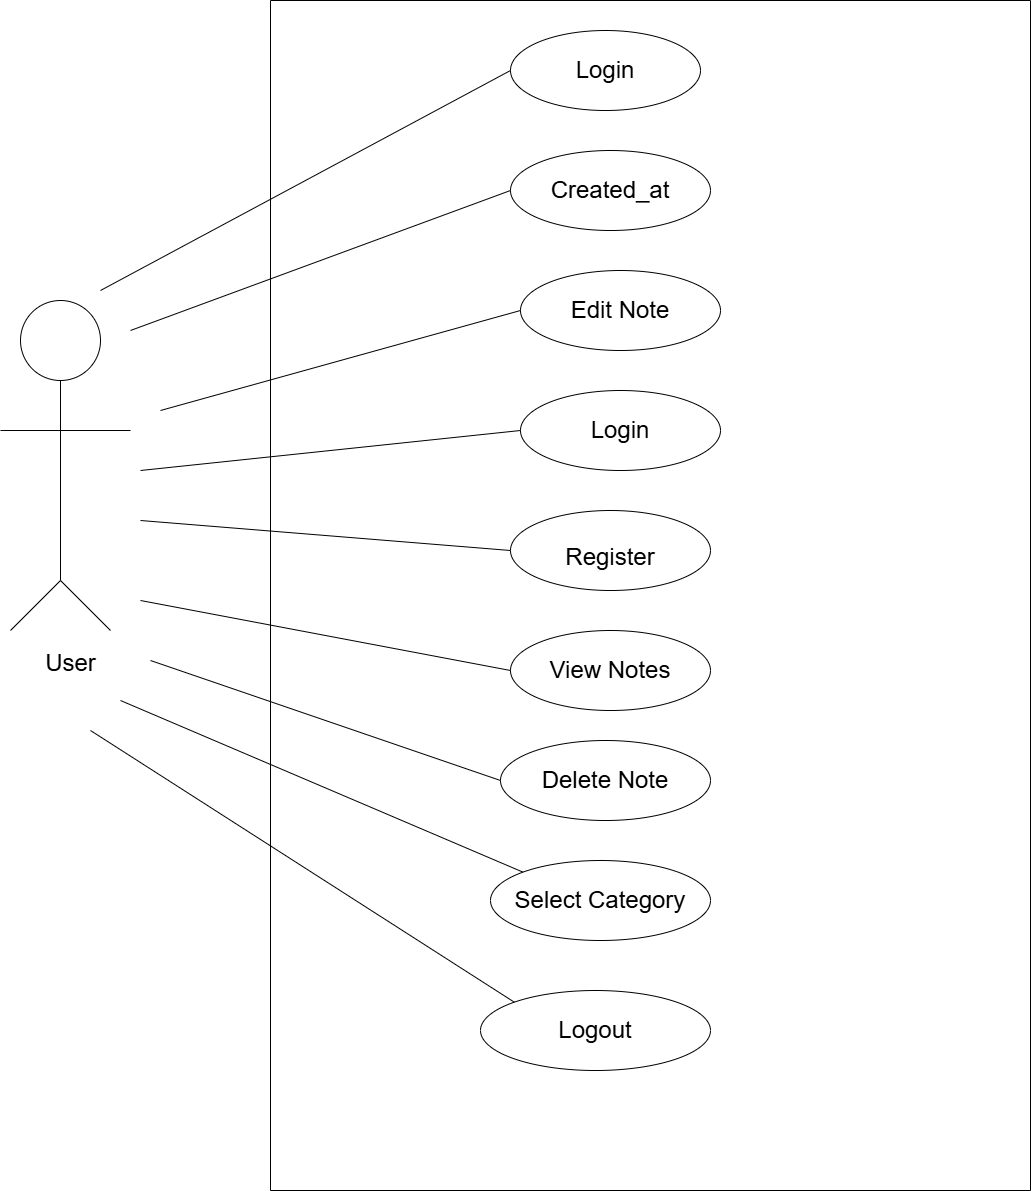 Login
Created_at
Edit Note
Login
Register
View Notes
User
Delete Note
Select Category
Logout